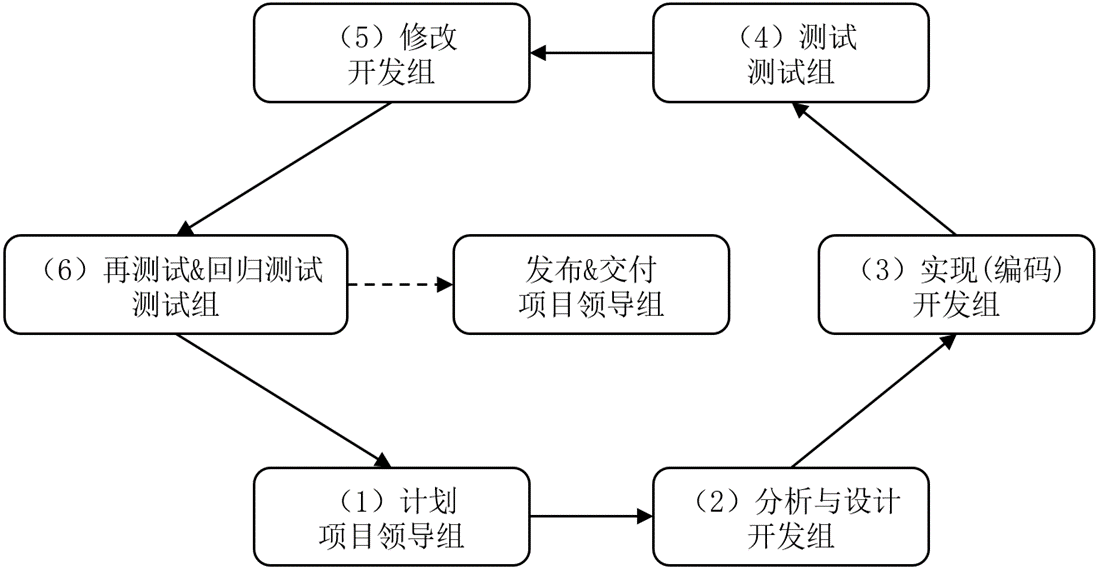 （5）修改
开发组
（4）测试
测试组
（6）再测试&回归测试
测试组
发布&交付
项目领导组
（3）实现(编码)
开发组
（1）计划
项目领导组
（2）分析与设计
开发组